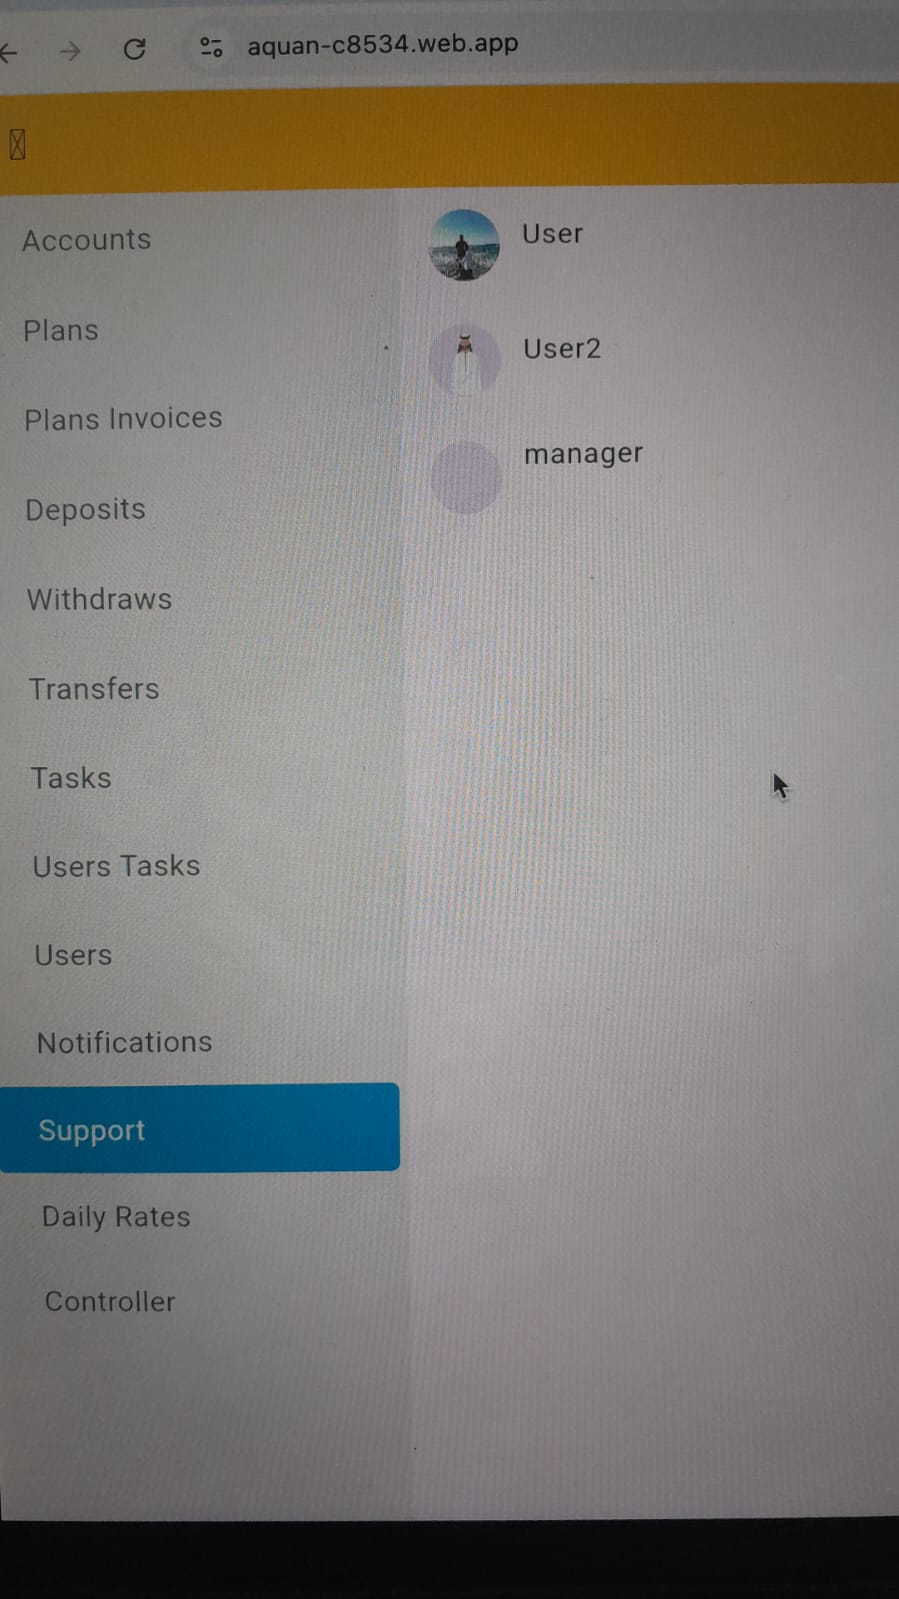 aquan-c8534.web.app
Accounts
Plans
Plans Invoices
Deposits
Withdraws
Transfers
Tasks
Users Tasks
Users
Notifications
Support
Daily Rates
Controller
User
User2
manager